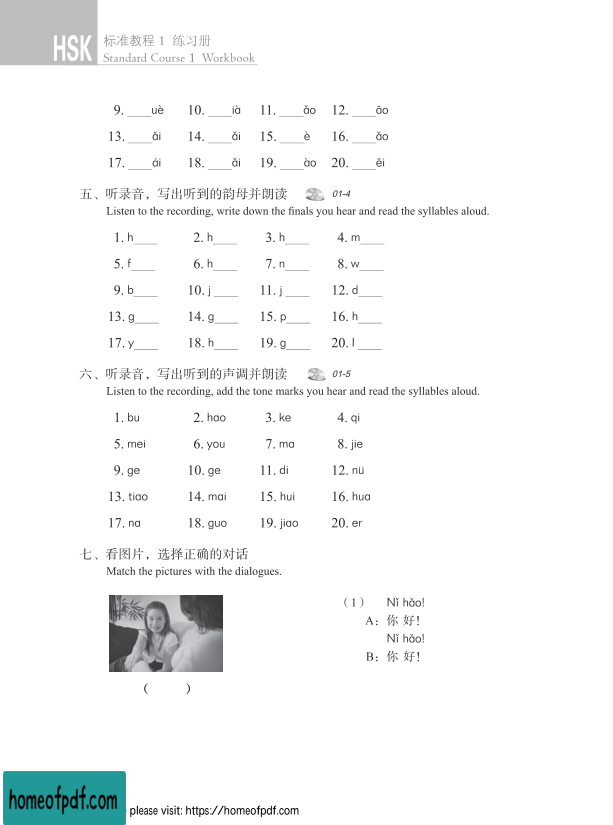 HSK
标准教程 1 练习册
Standard Course 1 Workbook
9. ____uè 10. ____ià 11. ____ǎo 12. ____āo
13. ____ǎi 14. ____ǎi 15. ____è 16. ____ǎo
17. ____ái 18. ____ǎi 19. ____ào 20. ____ěi
五、听录音，写出听到的韵母并朗读 01-4
Listen to the recording, write down the finals you hear and read the syllables aloud.
1. h____ 2. h____ 3. h____ 4. m____
5. f____ 6. h____ 7. n____ 8. w____
9. b____ 10. j ____ 11. j ____ 12. d____
13. g____ 14. g____ 15. p____ 16. h____
17. y____ 18. h____ 19. g____ 20. l ____
六、听录音，写出听到的声调并朗读 01-5
Listen to the recording, add the tone marks you hear and read the syllables aloud.
1. bu 2. hao 3. ke 4. qi
5. mei 6. you 7. ma 8. jie
9. ge 10. ge 11. di 12. nü
13. tiao 14. mai 15. hui 16. hua
17. na 18. guo 19. jiao 20. er
七、看图片，选择正确的对话
Match the pictures with the dialogues.
（1） Nǐ hǎo!
A：你 好！
Nǐ hǎo!
B：你 好！
（ ）
homeofpdf.com
please visit: https://homeofpdf.com